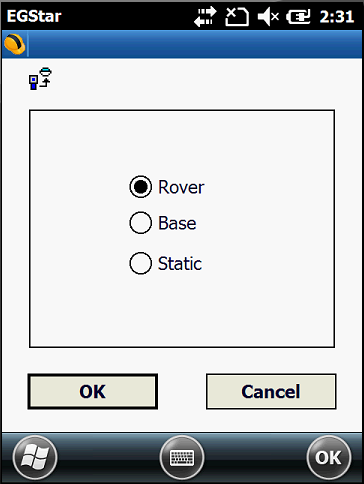 EGStar 2:31
Rover
Base
Static
OK Cancel
OK